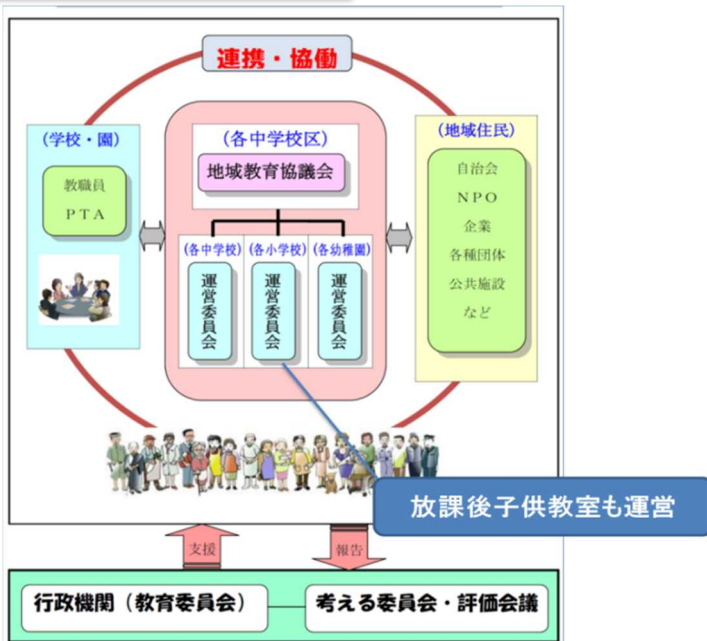 連携・協働
(学校・園)
教職員
PTA
(各中学校区)
地域教育協議会
(各中学校)
運営委員会
(各小学校)
運営委員会
(各幼稚園)
運営委員会
(地域住民)
自治会
NPO
企業
各種団体
公共施設
など
放課後子供教室も運営
支援
報告
行政機関(教育委員会)
考える委員会・評価会議